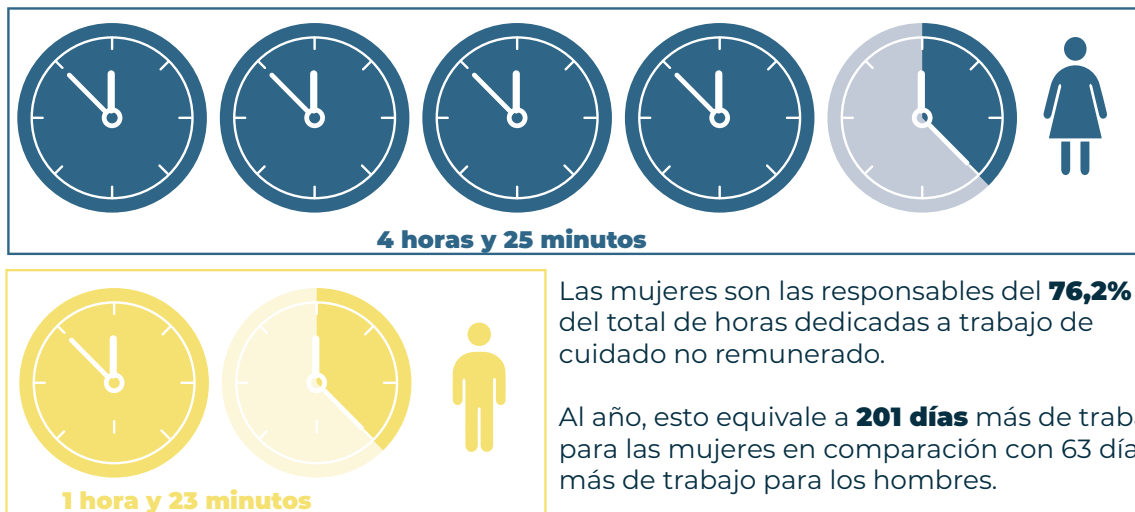 4 horas y 25 minutos
1 hora y 23 minutos
Las mujeres son las responsables del 76,2%
del total de horas dedicadas a trabajo de
cuidado no remunerado.
Al año, esto equivale a 201 días más de
para las mujeres en comparación con 63
más de trabajo para los hombres.